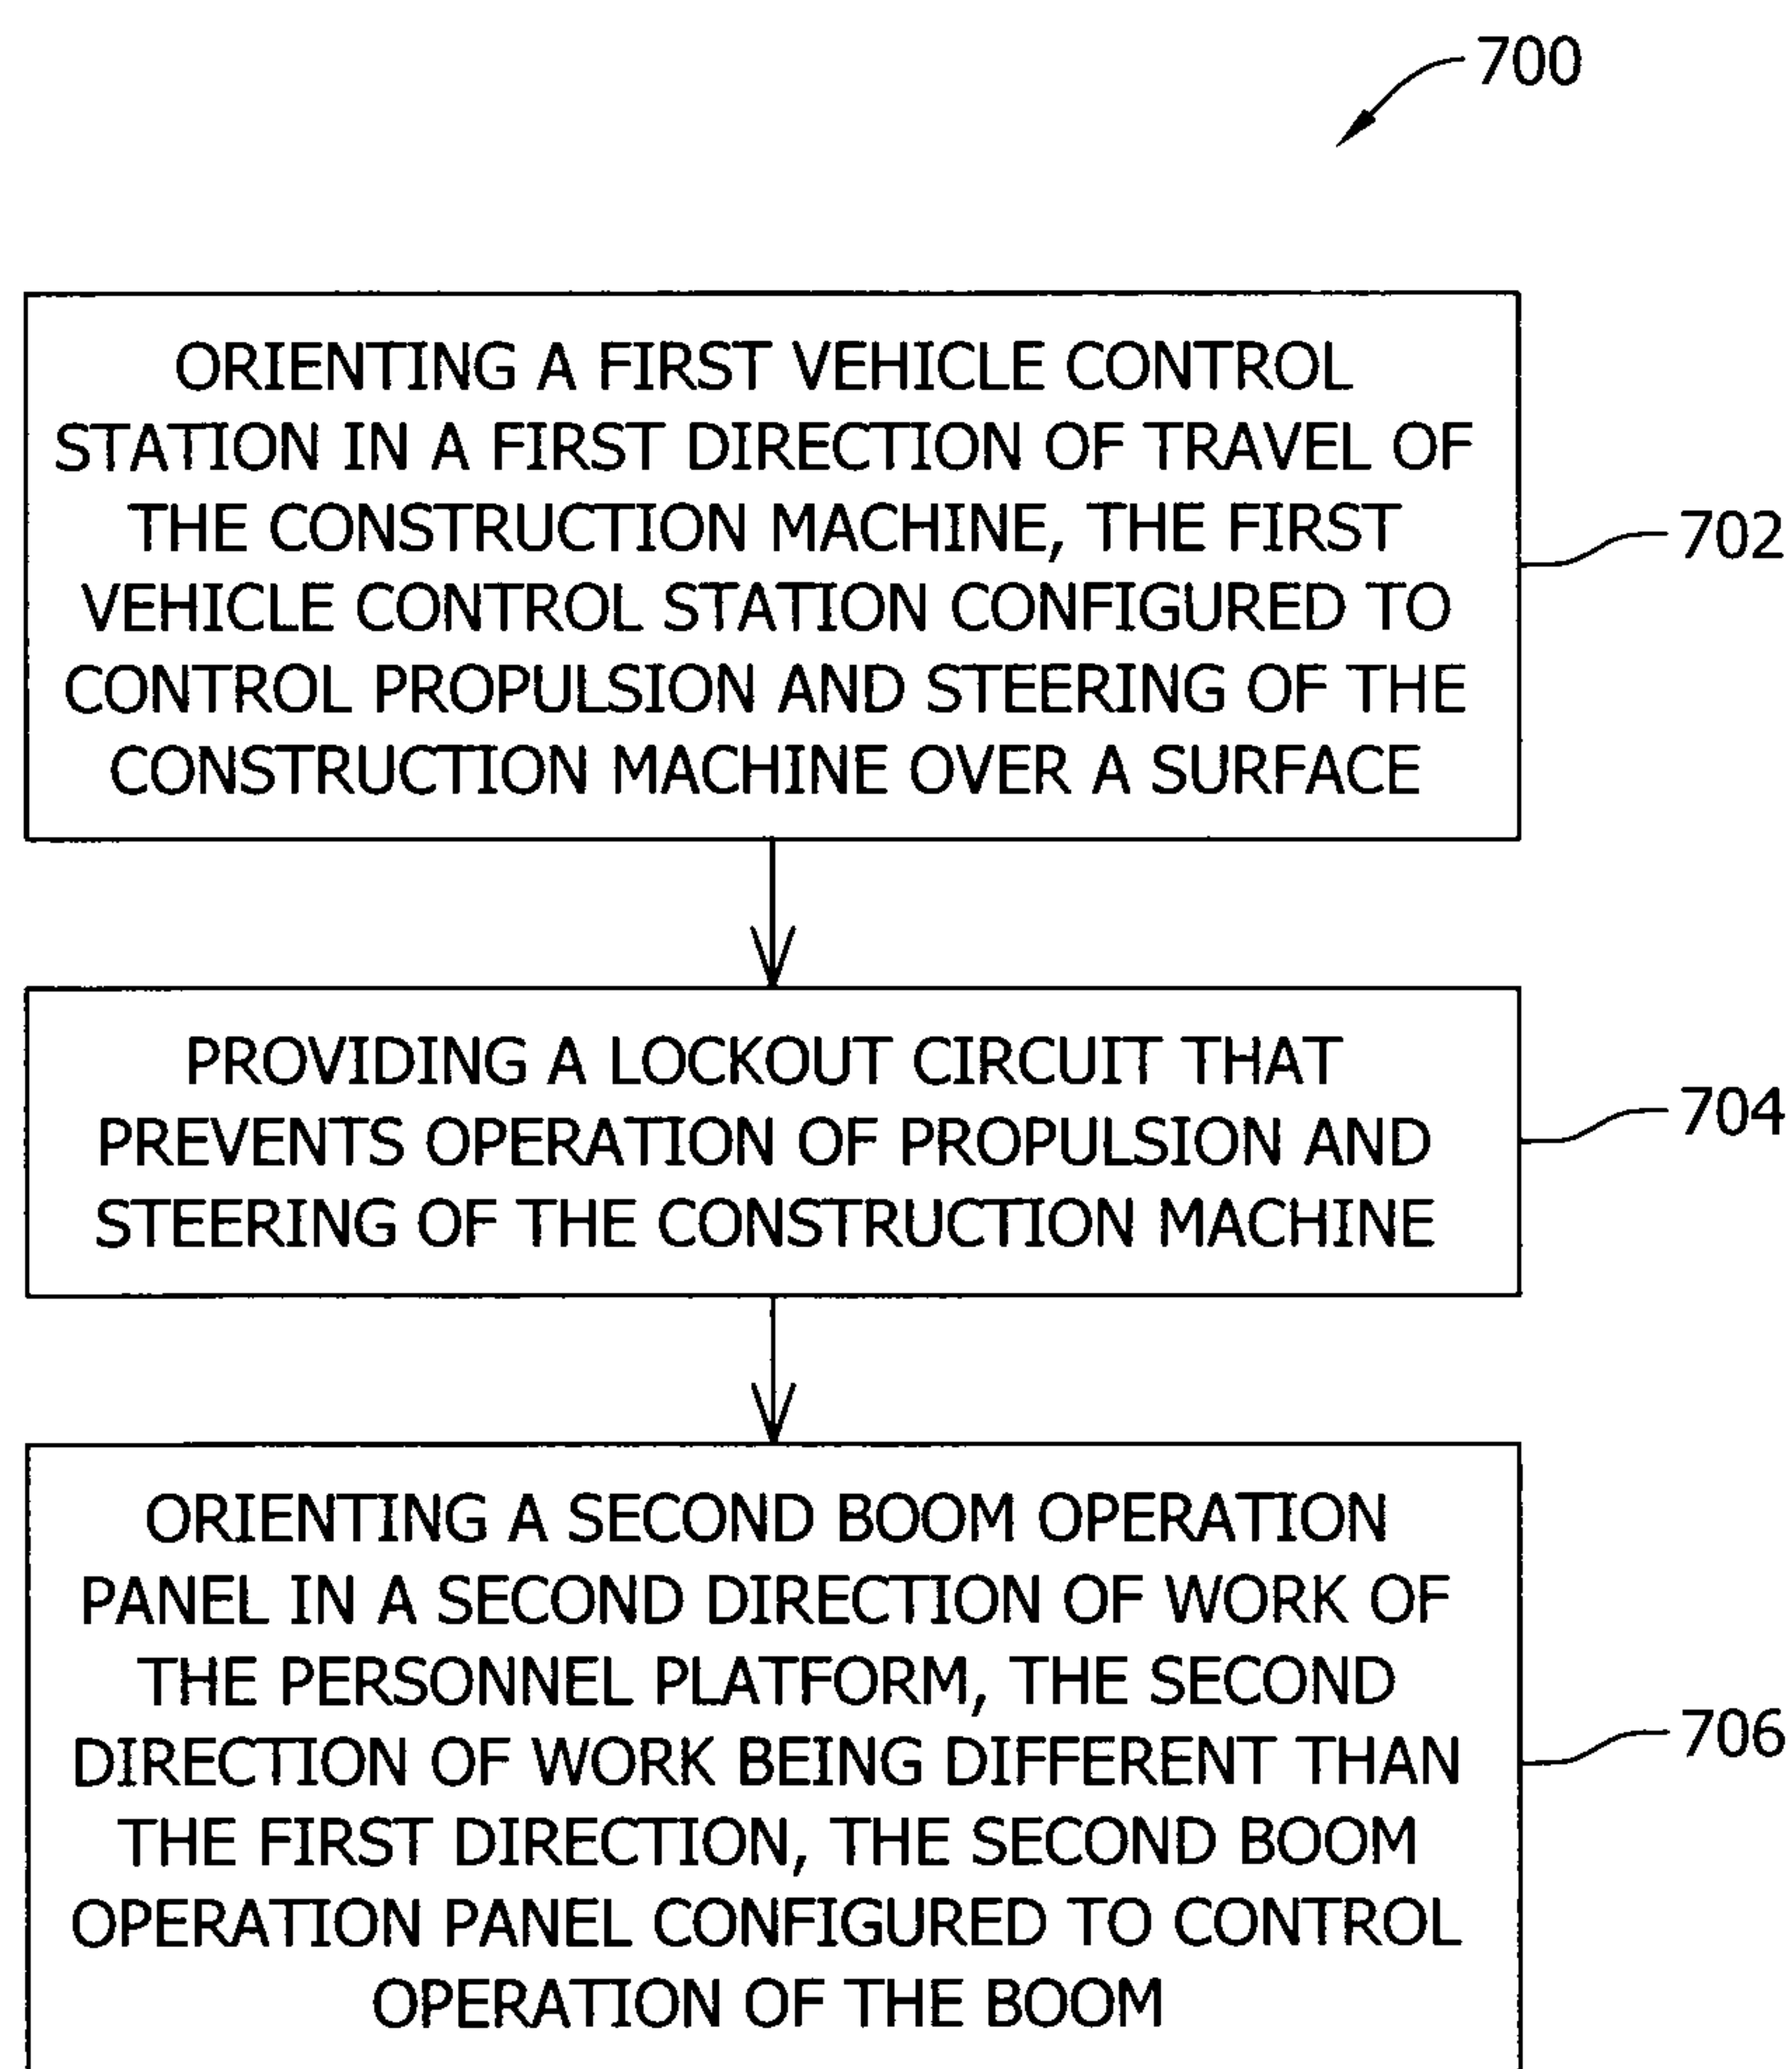 700
ORIENTING A FIRST VEHICLE CONTROL
STATION IN A FIRST DIRECTION OF TRAVEL OF
THE CONSTRUCTION MACHINE, THE FIRST
VEHICLE CONTROL STATION CONFIGURED TO
CONTROL PROPULSION AND STEERING OF THE
CONSTRUCTION MACHINE OVER A SURFACE
702
PROVIDING A LOCKOUT CIRCUIT THAT
PREVENTS OPERATION OF PROPULSION AND
STEERING OF THE CONSTRUCTION MACHINE
704
ORIENTING A SECOND BOOM OPERATION
PANEL IN A SECOND DIRECTION OF WORK OF
THE PERSONNEL PLATFORM, THE SECOND
DIRECTION OF WORK BEING DIFFERENT THAN
THE FIRST DIRECTION, THE SECOND BOOM
OPERATION PANEL CONFIGURED TO CONTROL
OPERATION OF THE BOOM
706